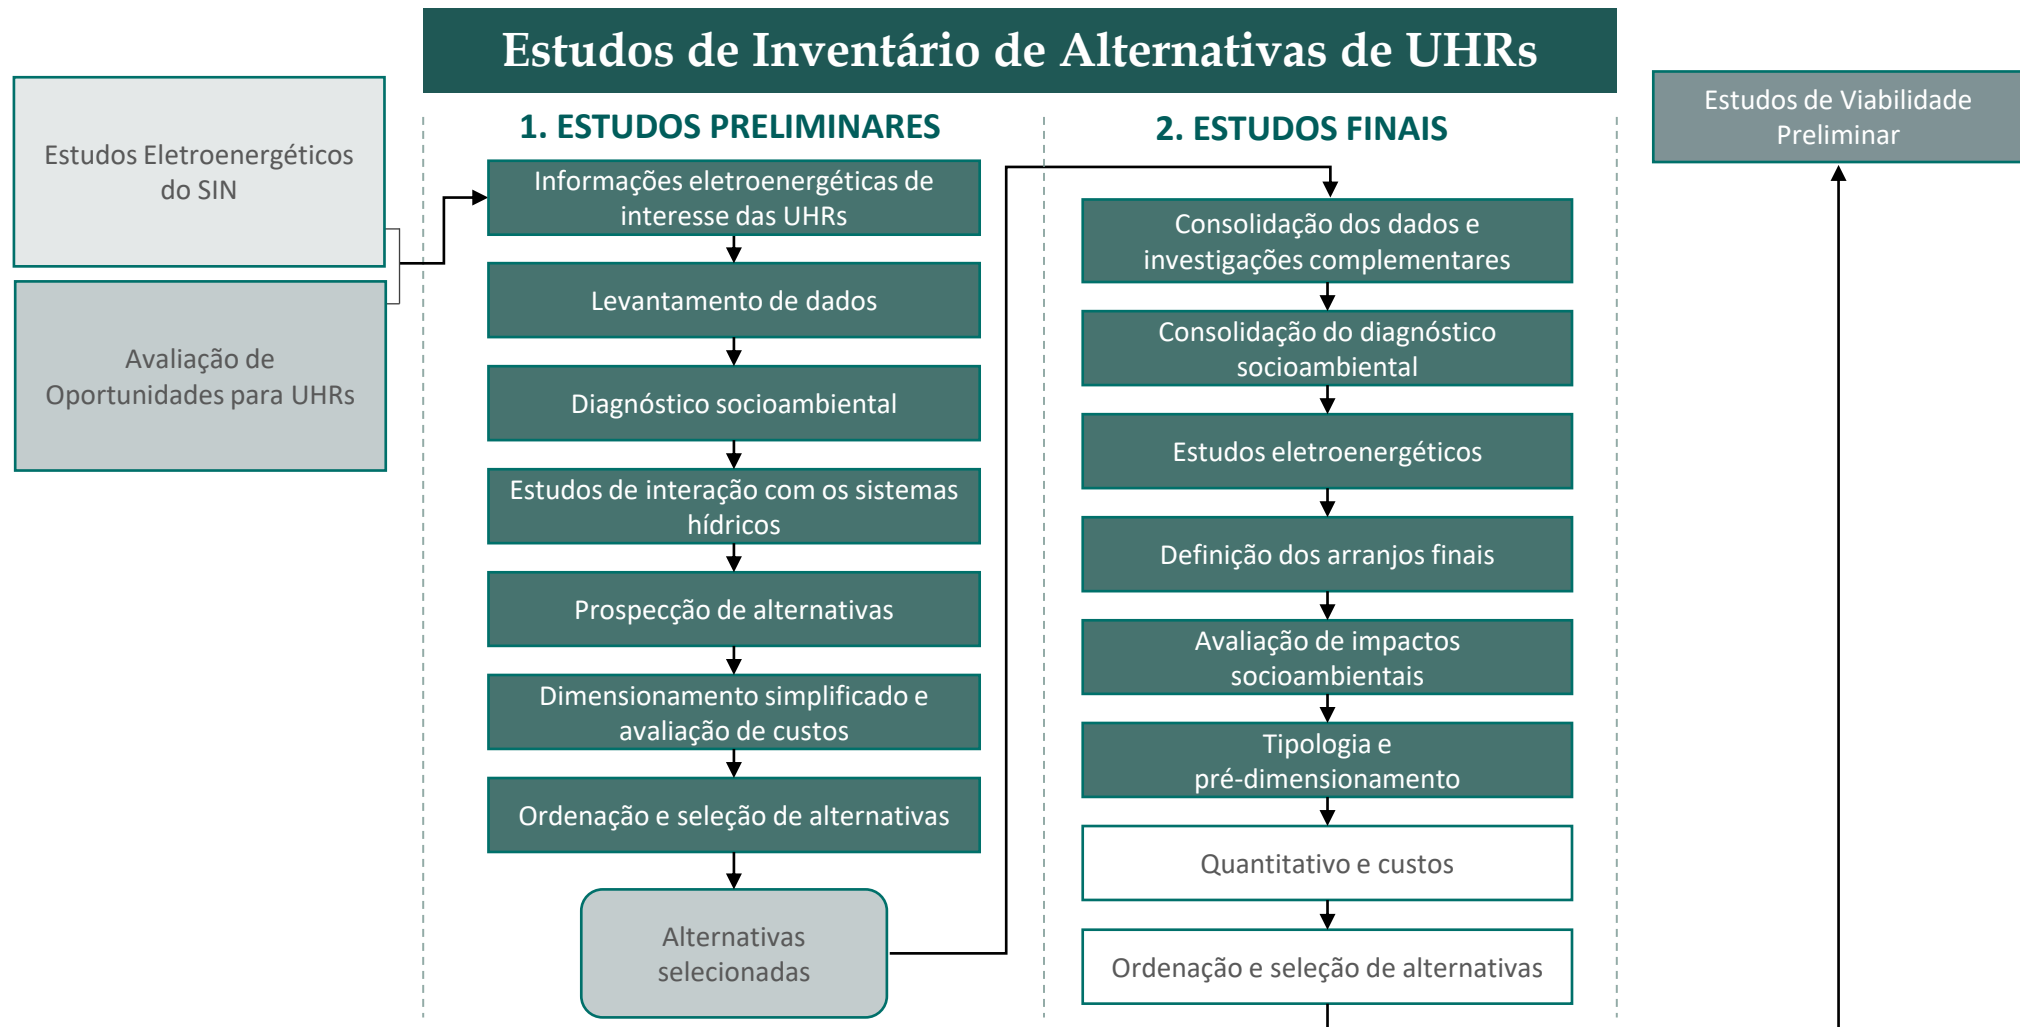 Estudos de Inventário de Alternativas de UHRs
Estudos Eletroenergéticos
do SIN
Avaliação de
Oportunidades para UHRs
1. ESTUDOS PRELIMINARES
Informações eletroenergéticas de
interesse das UHRs
Levantamento de dados
Diagnóstico socioambiental
Estudos de interação com os sistemas
hídricos
Prospecção de alternativas
Dimensionamento simplificado e
avaliação de custos
Ordenação e seleção de alternativas
Alternativas
selecionadas
2. ESTUDOS FINAIS
Consolidação dos dados e
investigações complementares
Consolidação do diagnóstico
socioambiental
Estudos eletroenergéticos
Definição dos arranjos finais
Avaliação de impactos
socioambientais
Tipologia e
pré-dimensionamento
Quantitativo e custos
Ordenação e seleção de alternativas
Estudos de Viabilidade
Preliminar